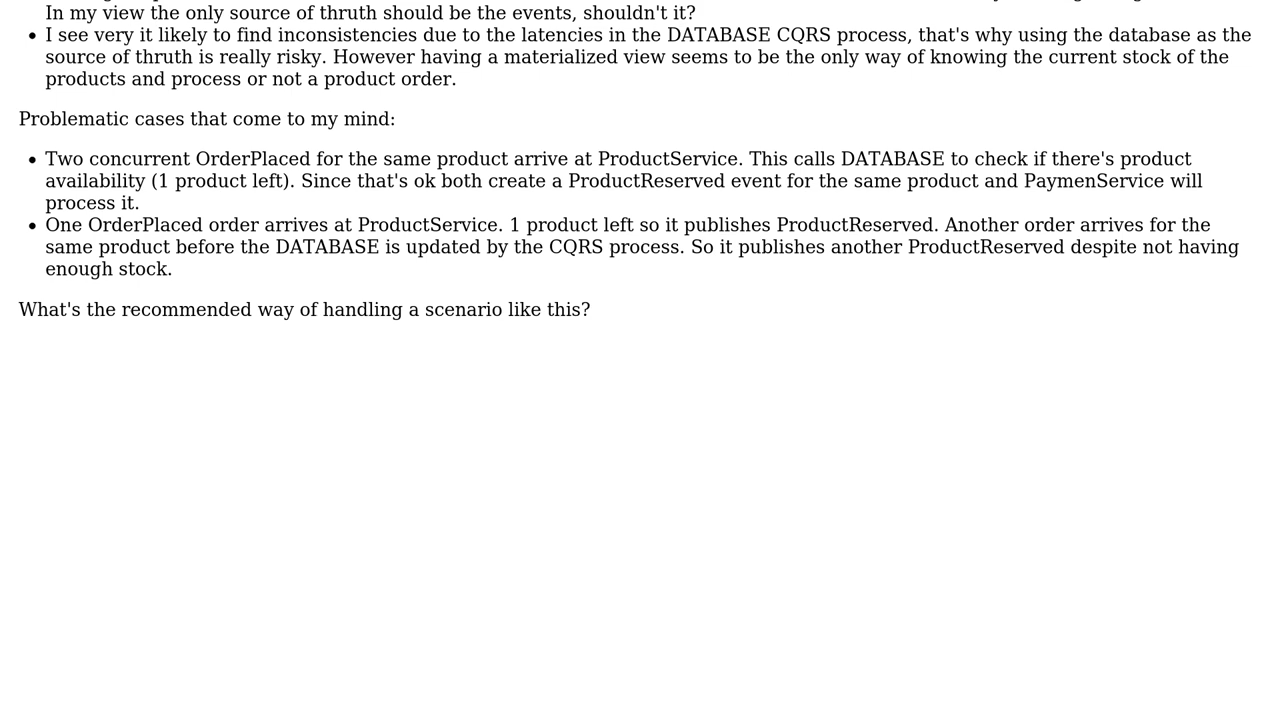 In my view the only source of thruth should be the events, shouldn't it?
I see very it likely to find inconsistencies due to the latencies in the DATABASE CQRS process, that's why using the database as the
source of thruth is really risky. However having a materialized view seems to be the only way of knowing the current stock of the
products and process or not a product order.
Problematic cases that come to my mind:
Two concurrent OrderPlaced for the same product arrive at ProductService. This calls DATABASE to check if there's product
availability (1 product left). Since that's ok both create a ProductReserved event for the same product and PaymenService will
process it.
One OrderPlaced order arrives at ProductService. 1 product left so it publishes ProductReserved. Another order arrives for the
same product before the DATABASE is updated by the CQRS process. So it publishes another ProductReserved despite not having
enough stock.
What's the recommended way of handling a scenario like this?